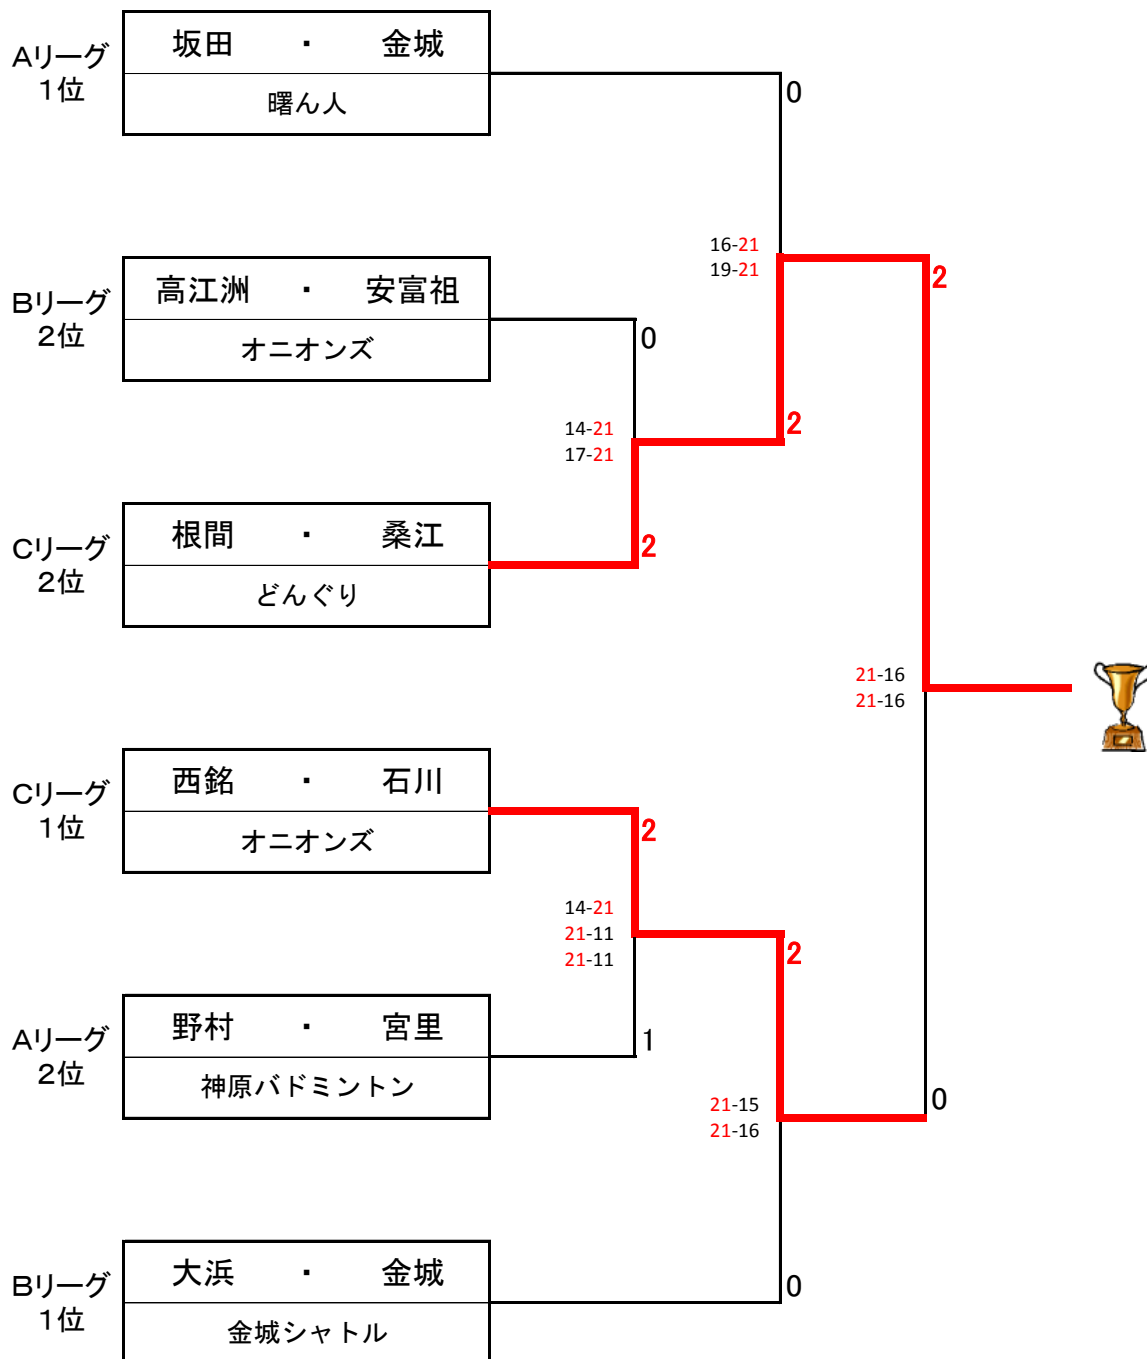 Aリーグ
1位
坂田 ・ 金城
曙ん人
0
16-21
19-21
Bリーグ
2位
高江洲 ・ 安富祖
オニオンズ
0
2
14-21
17-21
2
Cリーグ
2位
根間 ・ 桑江
どんぐり
2
21-16
21-16
Cリーグ
1位
西銘 ・ 石川
オニオンズ
2
14-21
21-11
21-11
2
Aリーグ
2位
野村 ・ 宮里
神原バドミントン
1
21-15
21-16
0
Bリーグ
1位
大浜 ・ 金城
金城シャトル
0